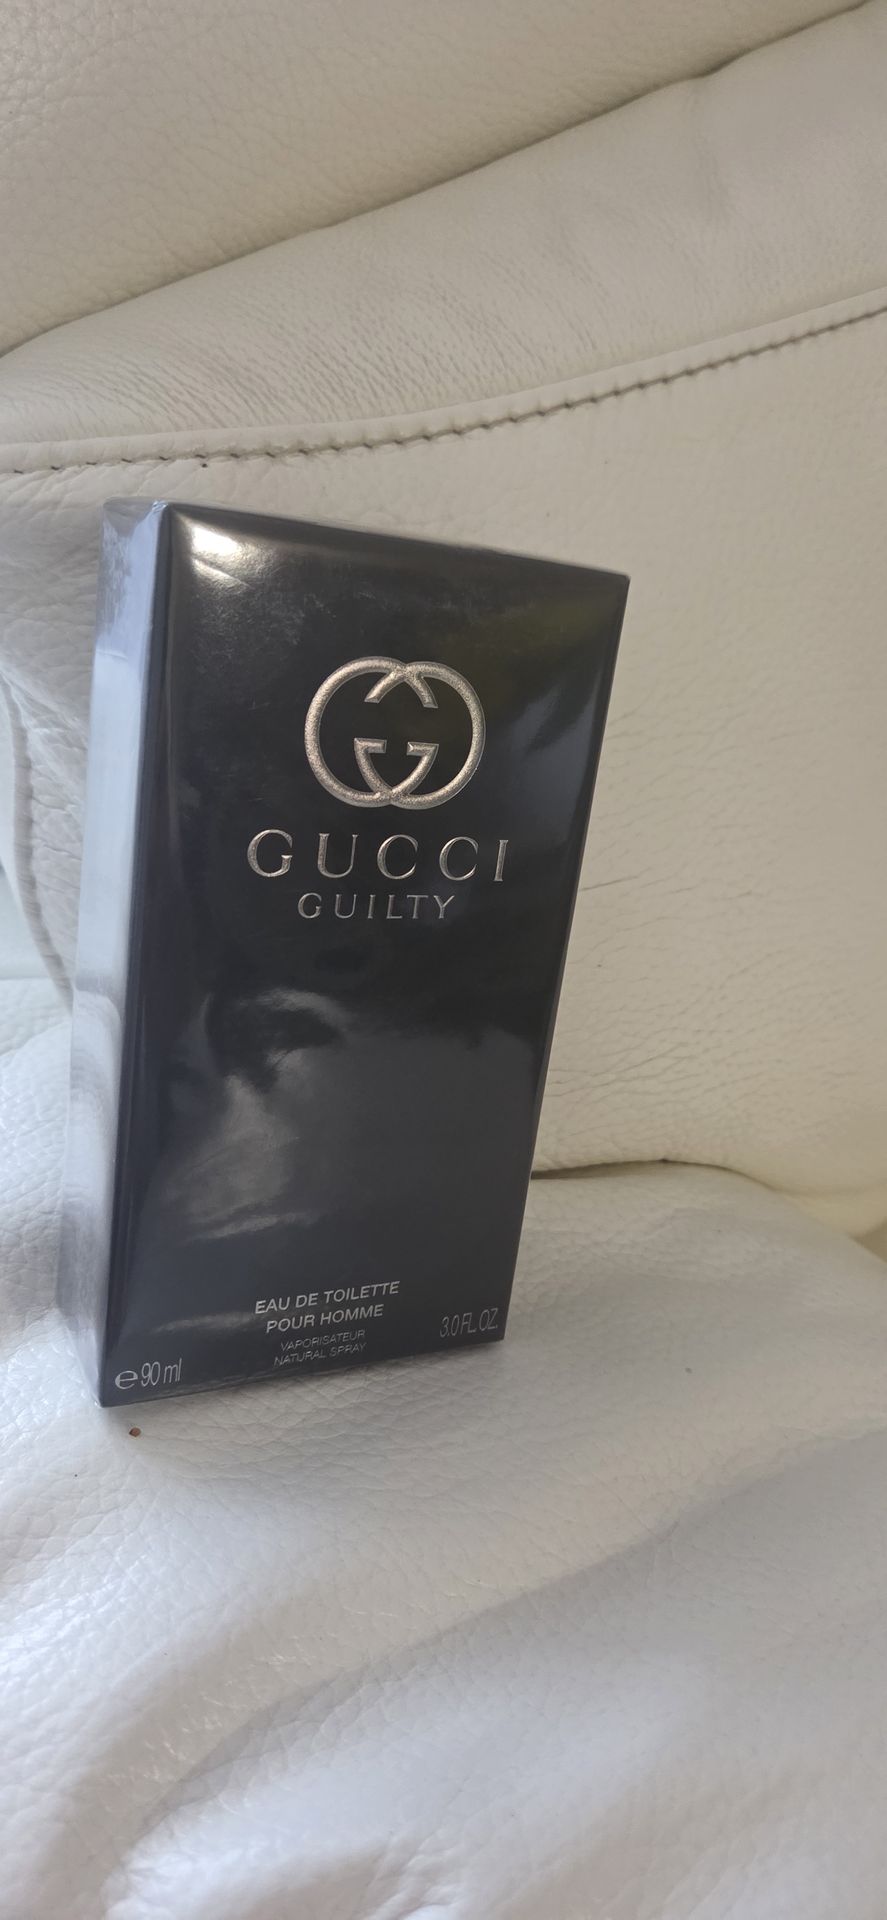 GUCCI
GUILTY
EAU DE TOILETTE
POUR HOMME
VAPORISATEUR
NATURAL SPRAY
℮ 90 ml
3.0 FL. OZ.